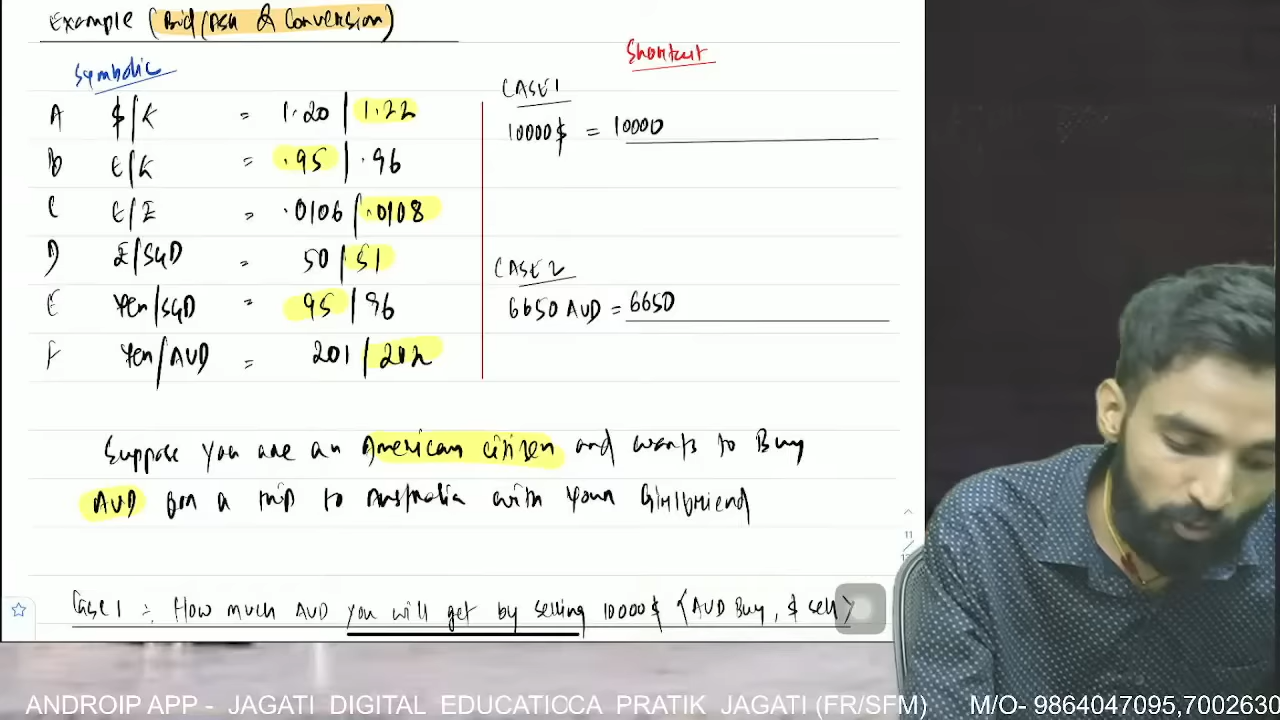 Example (Bid/Ask & Conversion)
Symbolic
A $/K = 1.20 | 1.22
B £/K = .95 | .96
C £/I = .0106 | .0108
D I/SGD = 50 | 51
E Yen/SGD = 95 | 96
F Yen/AUD = 201 | 202
Shortcut
CASE 1
10000$ = 10000
CASE 2
6650 AUD = 6650
Suppose you are an American citizen and wants to Buy
AUD for a trip to Australia with your Girlfriend
11
Case 1 :- How much AUD you will get by selling 10000$ {AUD Buy, $ sell}
ANDROIP APP - JAGATI DIGITAL EDUCATICCA PRATIK JAGATI (FR/SFM) M/O- 9864047095,7002630